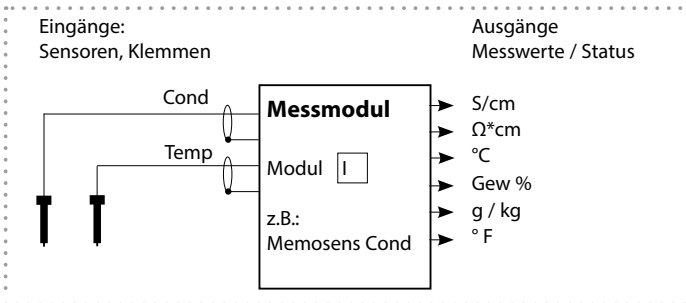 Eingänge:
Sensoren, Klemmen
Ausgänge
Messwerte / Status
Cond
Temp
Messmodul
Modul I
z.B.:
Memosens Cond
S/cm
Ω*cm
°C
Gew %
g / kg
° F